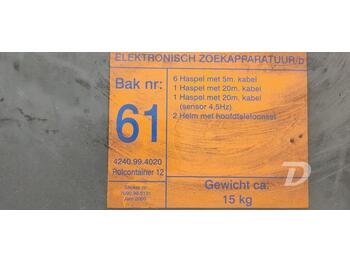 ELEKTRONISCH ZOEKAPPARATUUR/b
Bak nr:
61
4240.99.4020
Rolcontainer 12
6 Haspel met 5m. kabel
1 Haspel met 20m. kabel
1 Haspel met 20m. kabel
(sensor 4,5Hz)
2 Helm met hoofdtelefoonset
Gewicht ca:
15 kg
D